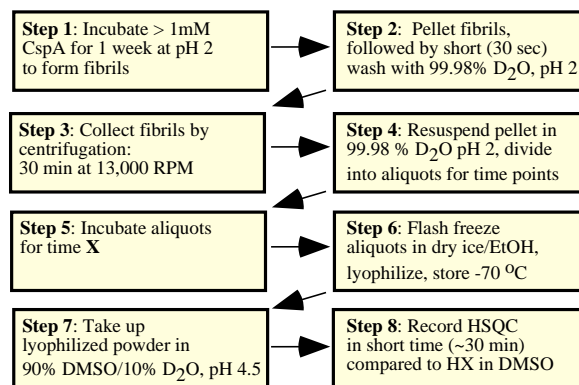 Step 1: Incubate > 1mM
CspA for 1 week at pH 2
to form fibrils
Step 2:  Pellet fibrils,
followed by short (30 sec)
wash with 99.98% D2O, pH 2
Step 3: Collect fibrils by
centrifugation:
30 min at 13,000 RPM
Step 4: Resuspend pellet in
99.98 % D2O pH 2, divide
into aliquots for time points
Step 5: Incubate aliquots
for time X
Step 6: Flash freeze
aliquots in dry ice/EtOH,
lyophilize, store -70 oC
Step 7: Take up
lyophilized powder in
90% DMSO/10% D2O, pH 4.5
Step 8: Record HSQC
in short time (~30 min)
compared to HX in DMSO